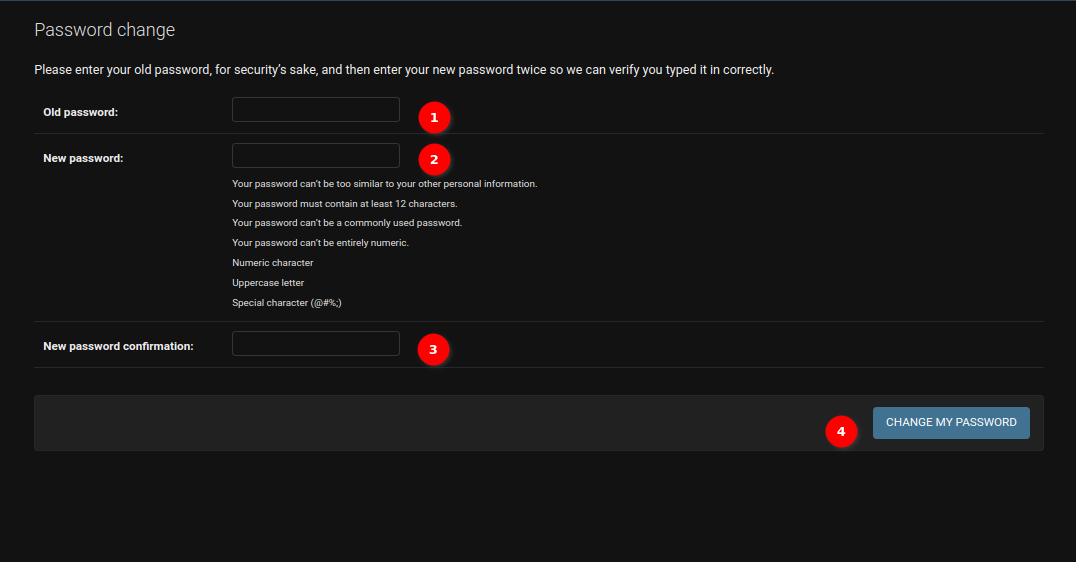 Password change
Please enter your old password, for security’s sake, and then enter your new password twice so we can verify you typed it in correctly.
Old password:
1
New password:
2
Your password can’t be too similar to your other personal information.
Your password must contain at least 12 characters.
Your password can’t be a commonly used password.
Your password can’t be entirely numeric.
Numeric character
Uppercase letter
Special character (@#%;)
New password confirmation:
3
4
CHANGE MY PASSWORD